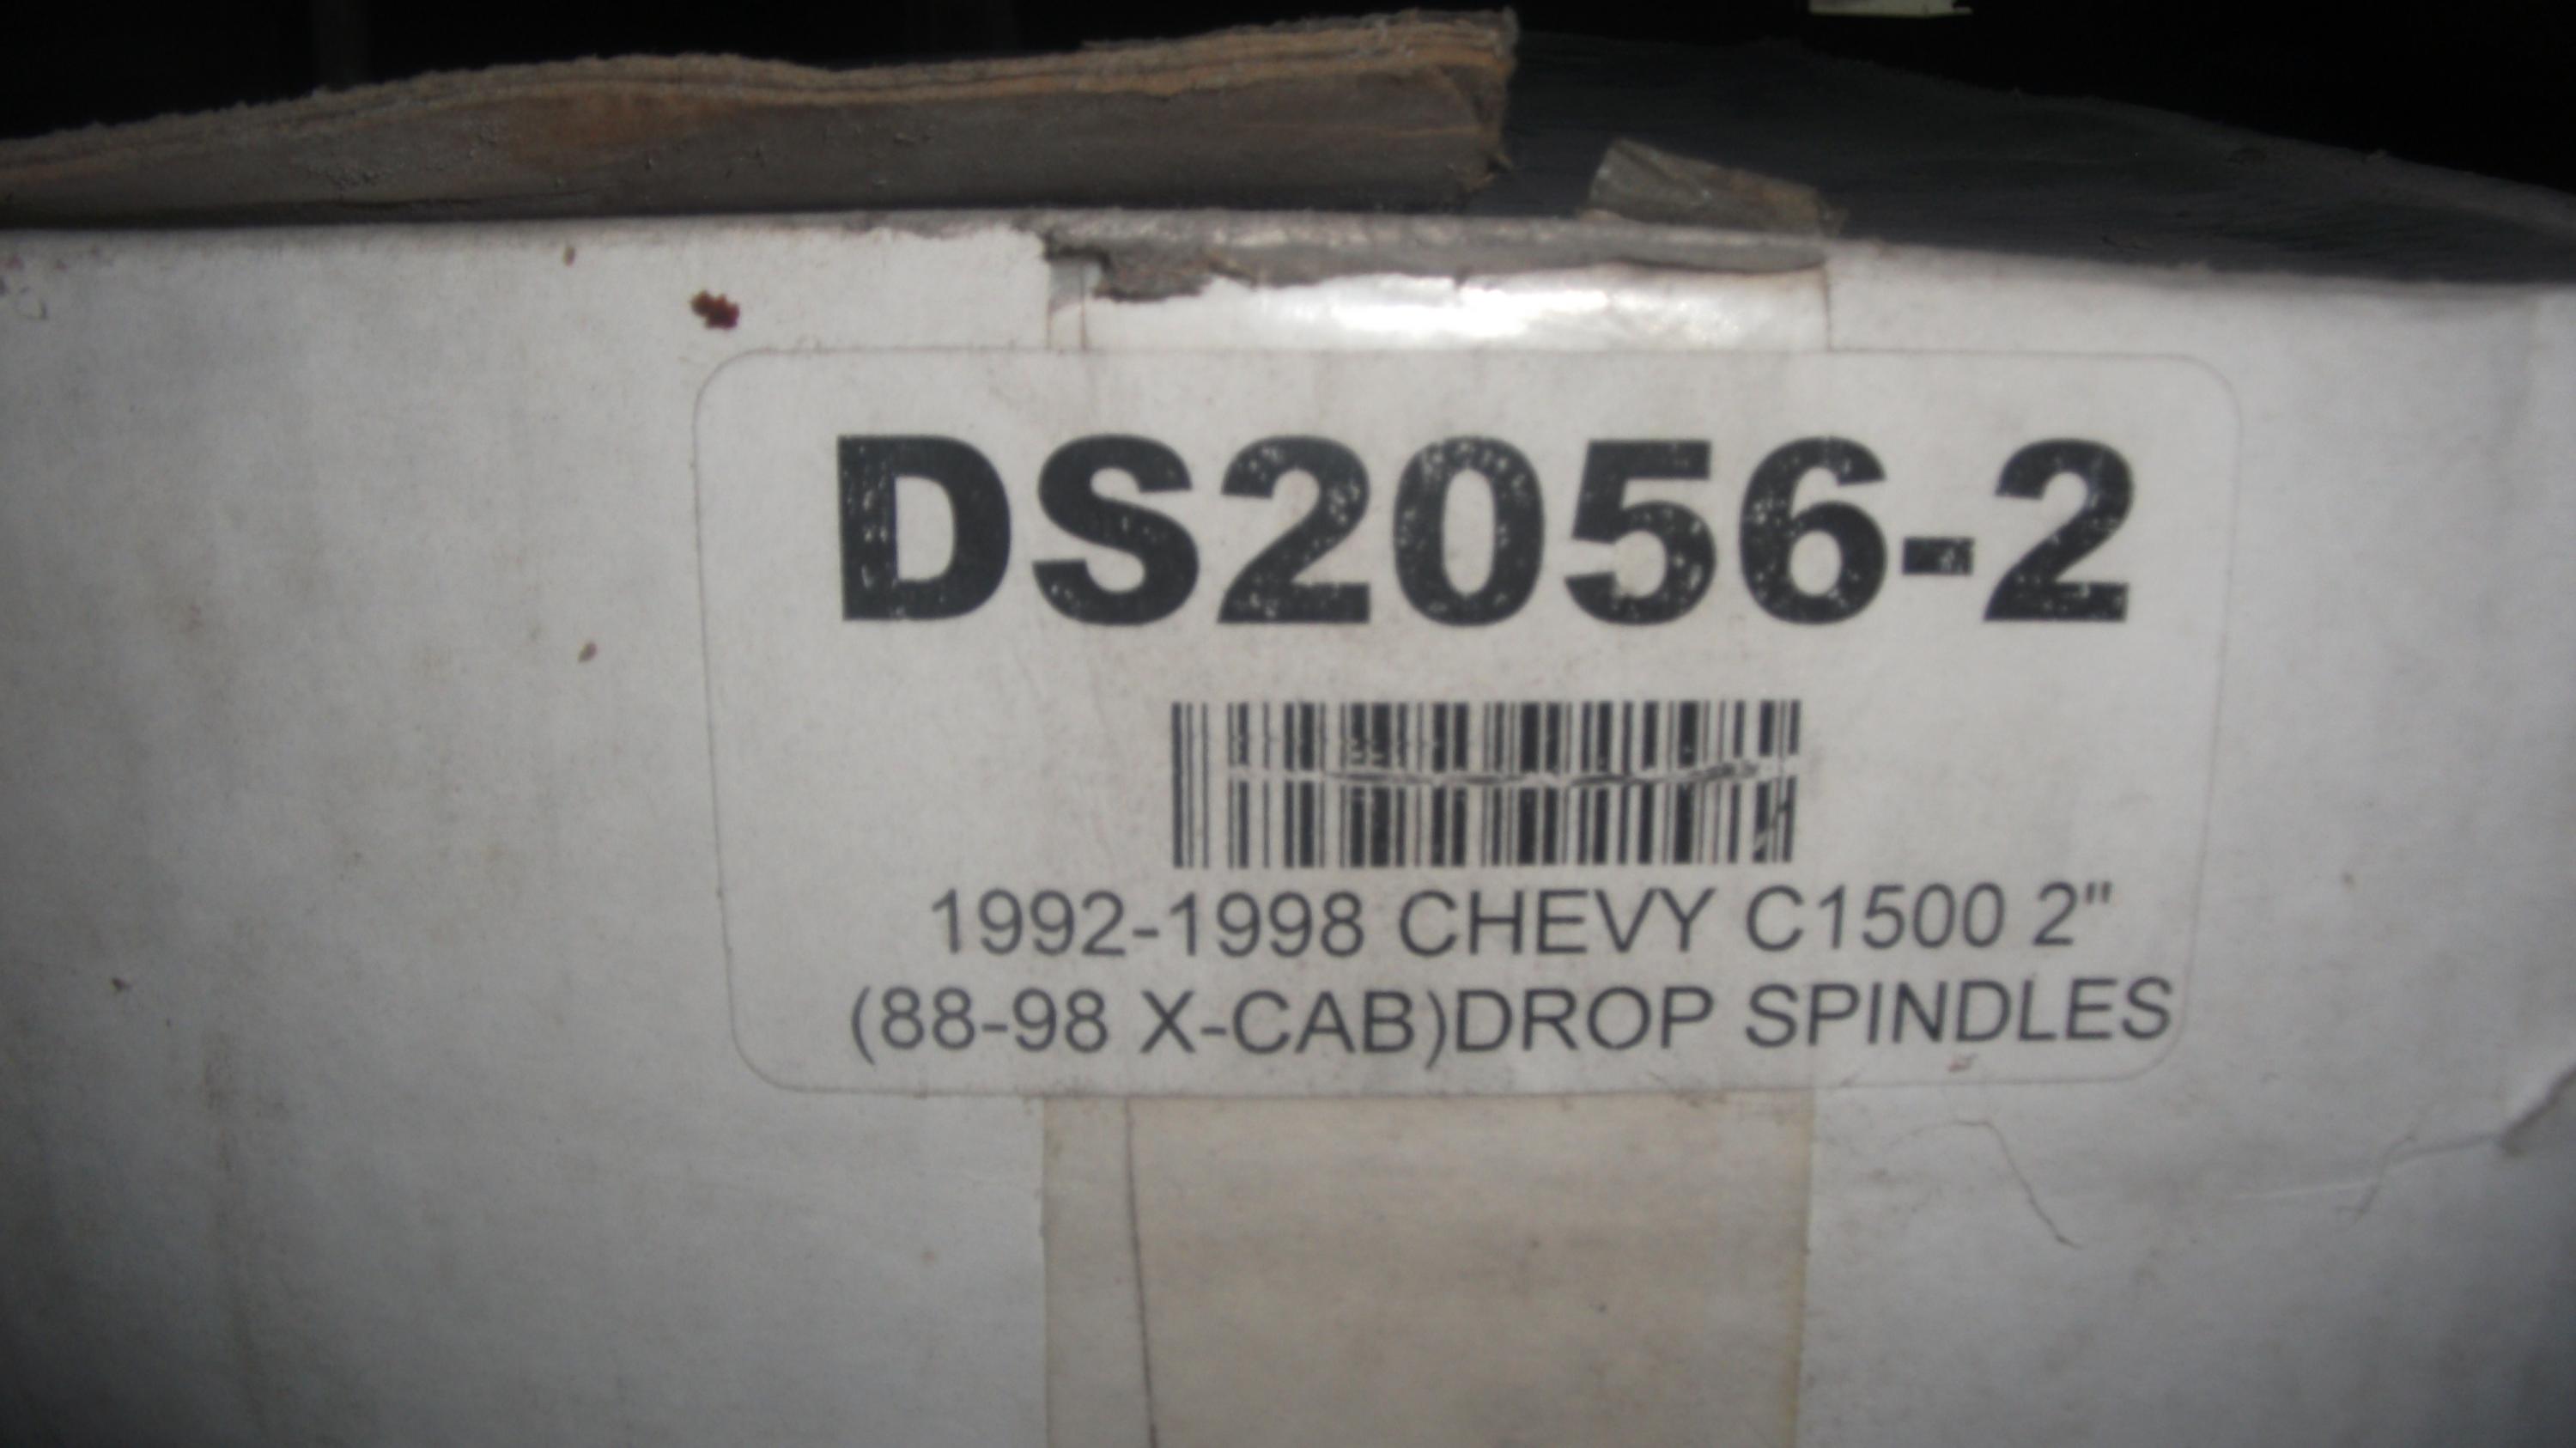 DS2056-2
1992-1998 CHEVY C1500 2"
(88-98 X-CAB)DROP SPINDLES